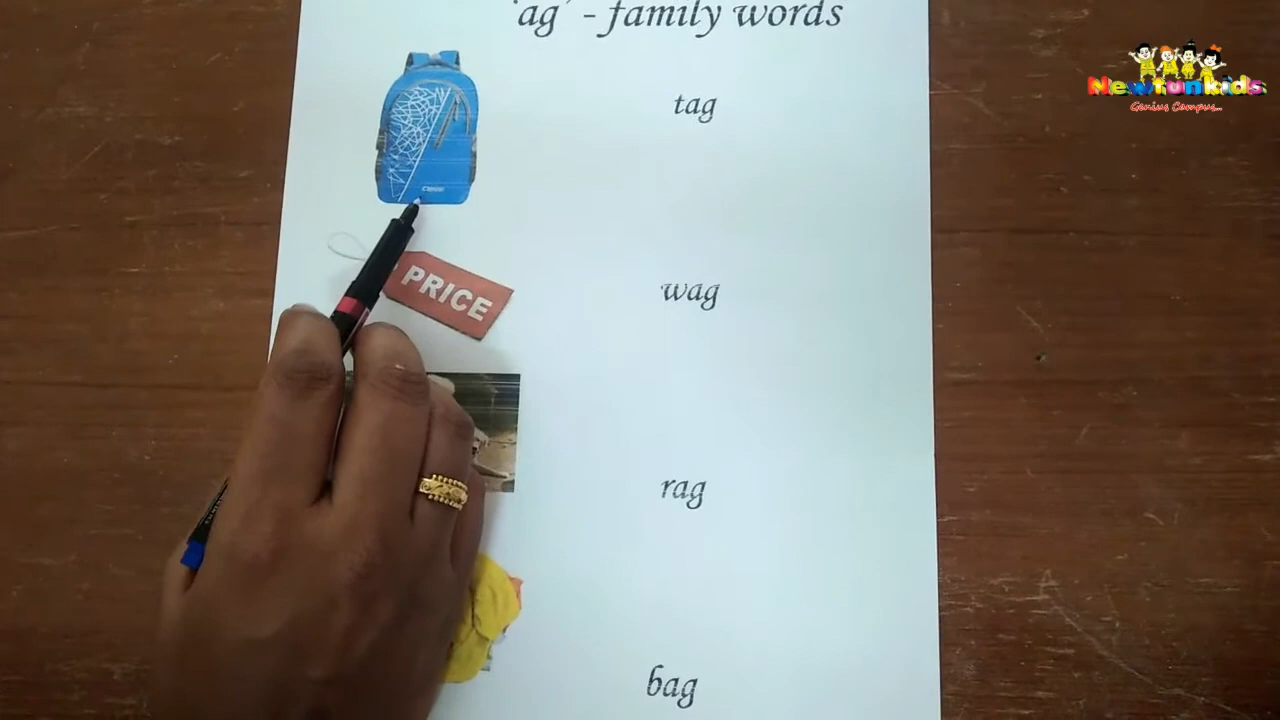 'ag' - family words
Newfunkids
Genius Campus...
tag
PRICE
wag
rag
bag